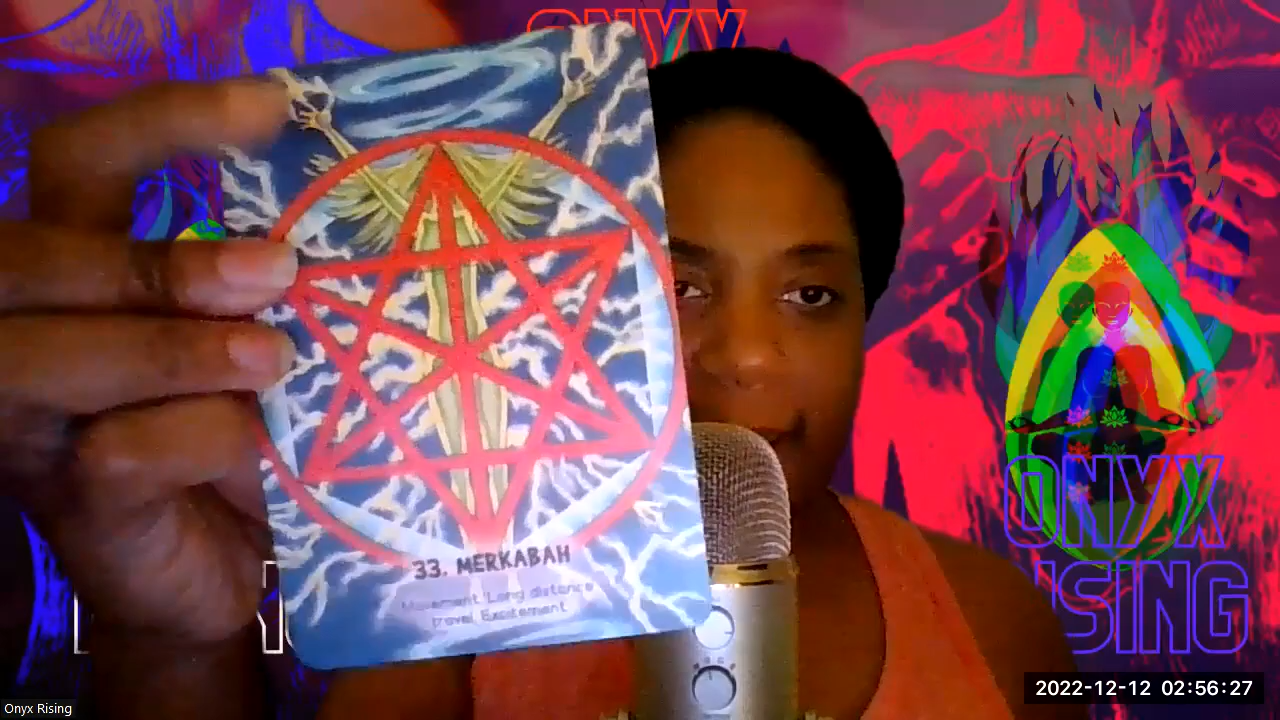 ONYX
ONYX
RISING
33. MERKABAH
Movement Long distance
travel Excitement
Onyx Rising
2022-12-12 02:56:27